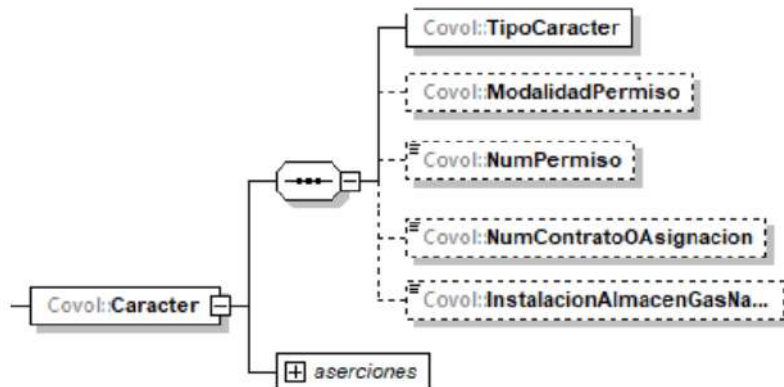 Covol::TipoCaracter
Covol::ModalidadPermiso
Covol::NumPermiso
Covol::NumContratoOAsignacion
Covol::InstalacionAlmacenGasNa...
Covol::Caracter
aserciones